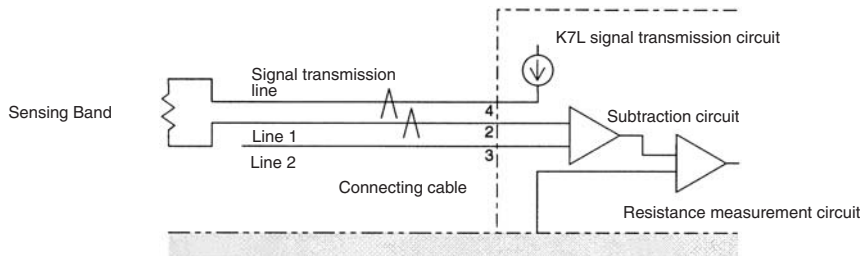 K7L signal transmission circuit
Signal transmission
line
Sensing Band
4
Subtraction circuit
2
Line 1
3
Line 2
Connecting cable
Resistance measurement circuit